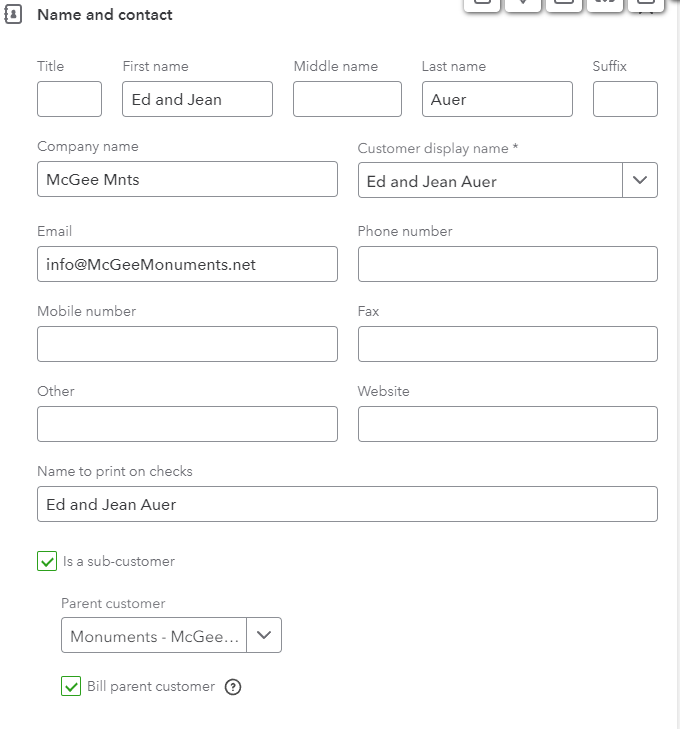 Name and contact
Title First name Middle name Last name Suffix
Ed and Jean Auer
Company name Customer display name *
McGee Mnts Ed and Jean Auer
Email Phone number
info@McGeeMonuments.net
Mobile number Fax
Other Website
Name to print on checks
Ed and Jean Auer
Is a sub-customer
Parent customer
Monuments - McGee...
Bill parent customer ?